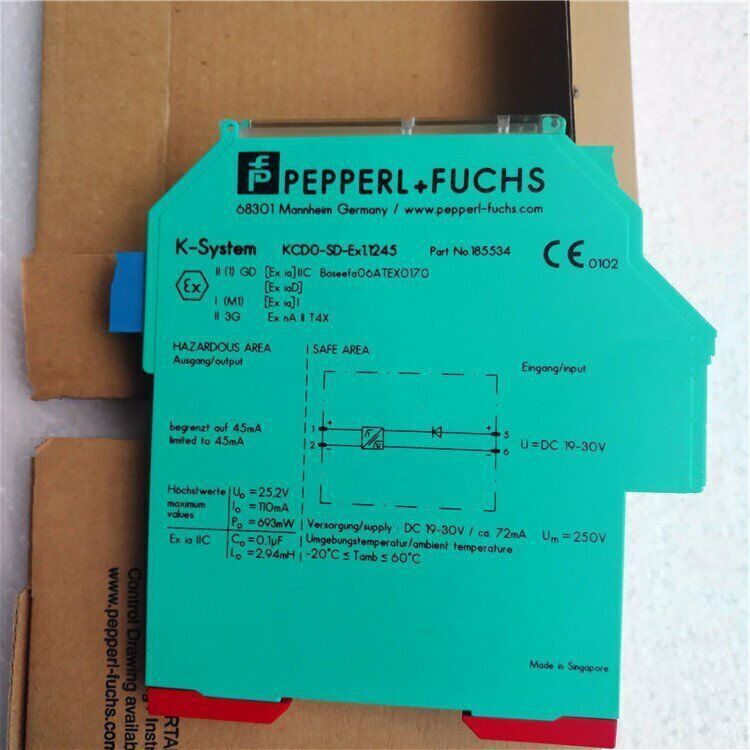 PEPPERL+FUCHS
68301 Mannheim Germany / www.pepperl-fuchs.com
K-System KCD0-SD-Ex1.1245 Part No.185534 CE 0102
Ex II (1) GD [Ex ia]IIC Baseefa06ATEX0170
[Ex iaD]
I (M1) [Ex ia]I
II 3G Ex nA II T4X
HAZARDOUS AREA SAFE AREA
Ausgang/output
Eingang/input
begrenzt auf 45mA
limited to 45mA
1 + + 5
2 - - 6
U=DC 19-30V
Höchstwerte
maximum
values
Uo =25,2V
Io =110mA
Po =693mW
Ex ia IIC Co =0,1µF
Lo =2,94mH
Versorgung/supply : DC 19-30V / ca. 72mA Um = 250V
Umgebungstemperatur/ambient temperature
-20°C ≤ Tamb ≤ 60°C
Made in Singapore
Control Drawing
www.pepperl-fuchs